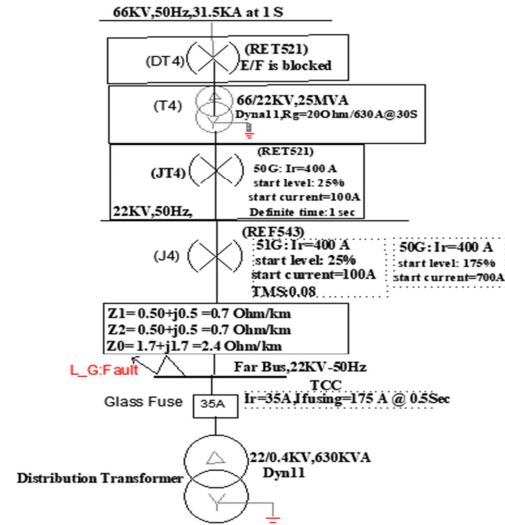 66KV,50Hz,31.5KA at 1 S
(DT4)
(RET521)
E/F is blocked
(T4)
66/22KV,25MVA
Dyna11,Rg=20Ohm/630A@30S
(RET521)
(JT4)
50G: Ir=400 A
start level: 25%
start current=100A
Definite time:1 sec
22KV,50Hz,
(REF543)
(J4)
51G: Ir=400 A
start level: 25%
start current=100A
TMS:0.08
50G: Ir=400 A
start level: 175%
start current=700A
Z1= 0.50+j0.5 =0.7 Ohm/km
Z2= 0.50+j0.5 =0.7 Ohm/km
Z0= 1.7+j1.7 =2.4 Ohm/km
L_G:Fault
Far Bus,22KV-50Hz
TCC
Glass Fuse
35A
Ir=35A,Ifusing=175 A @ 0.5Sec
22/0.4KV,630KVA
Dyn11
Distribution Transformer